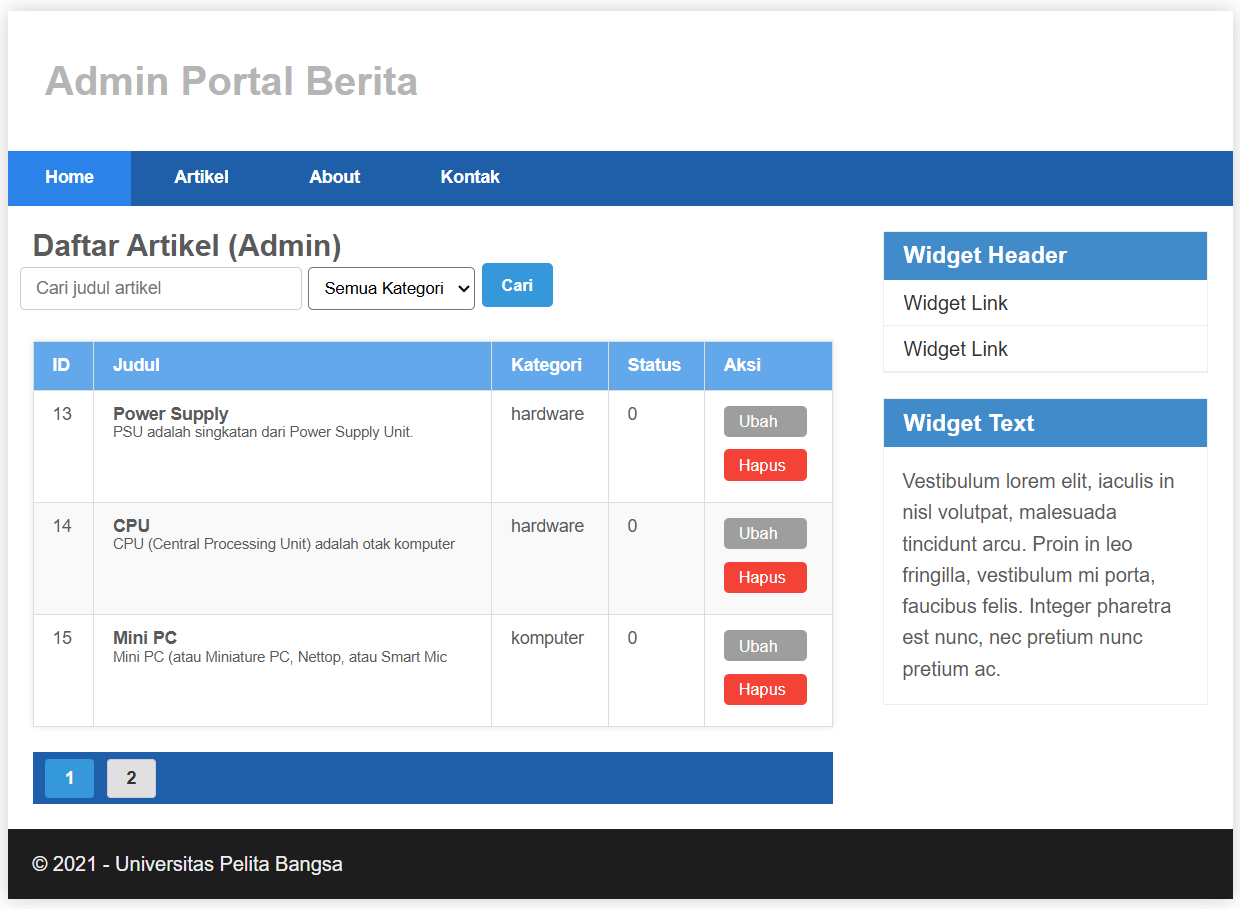 Admin Portal Berita
Home Artikel About Kontak
Daftar Artikel (Admin)
Cari judul artikel Semua Kategori Cari
ID Judul Kategori Status Aksi
13 Power Supply hardware 0 Ubah
PSU adalah singkatan dari Power Supply Unit.
Hapus
14 CPU hardware 0 Ubah
CPU (Central Processing Unit) adalah otak komputer
Hapus
15 Mini PC komputer 0 Ubah
Mini PC (atau Miniature PC, Nettop, atau Smart Mic
Hapus
1 2
Widget Header
Widget Link
Widget Link
Widget Text
Vestibulum lorem elit, iaculis in
nisl volutpat, malesuada
tincidunt arcu. Proin in leo
fringilla, vestibulum mi porta,
faucibus felis. Integer pharetra
est nunc, nec pretium nunc
pretium ac.
© 2021 - Universitas Pelita Bangsa